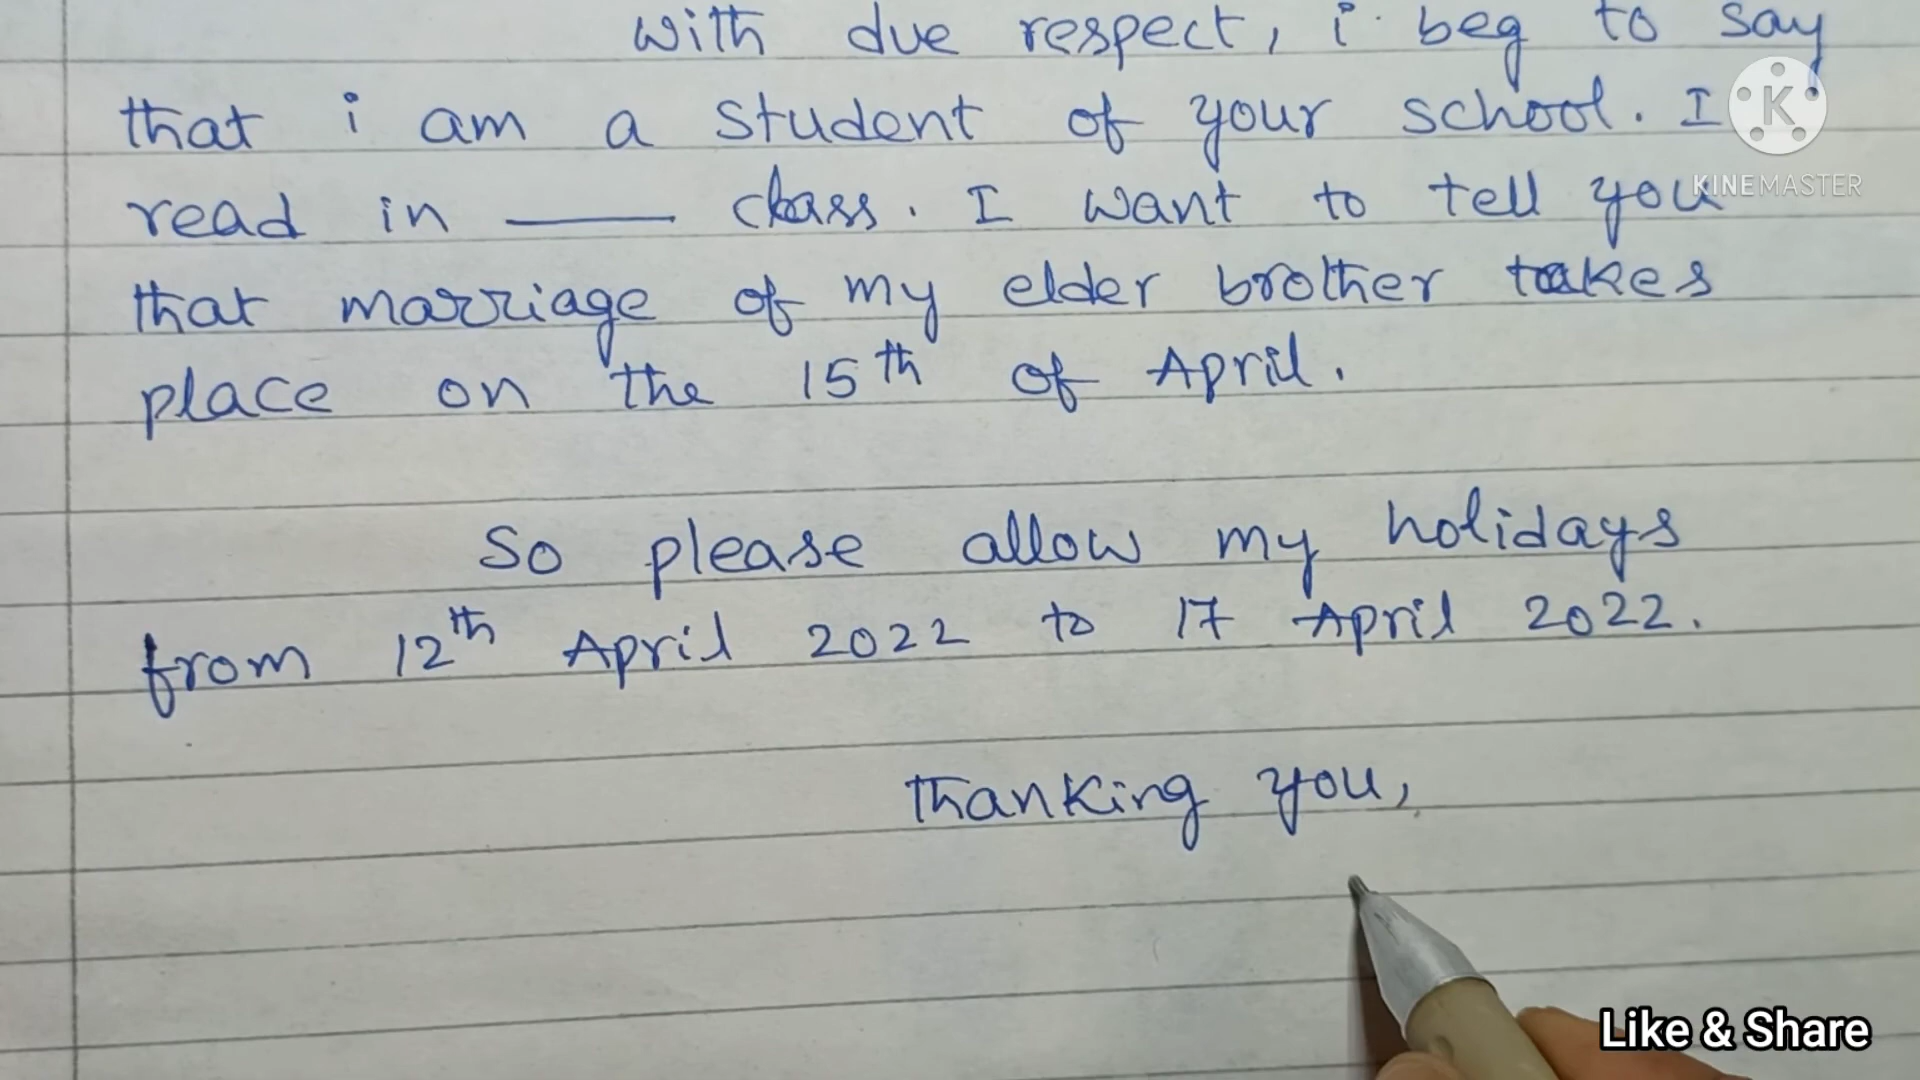 with due respect, i beg to say
that i am a student of your school. I
read in ——— class. I want to tell you
that marriage of my elder brother takes
place on the 15th of April.
So please allow my holidays
from 12th April 2022 to 17 April 2022.
Thanking you,
K
KINEMASTER
Like & Share